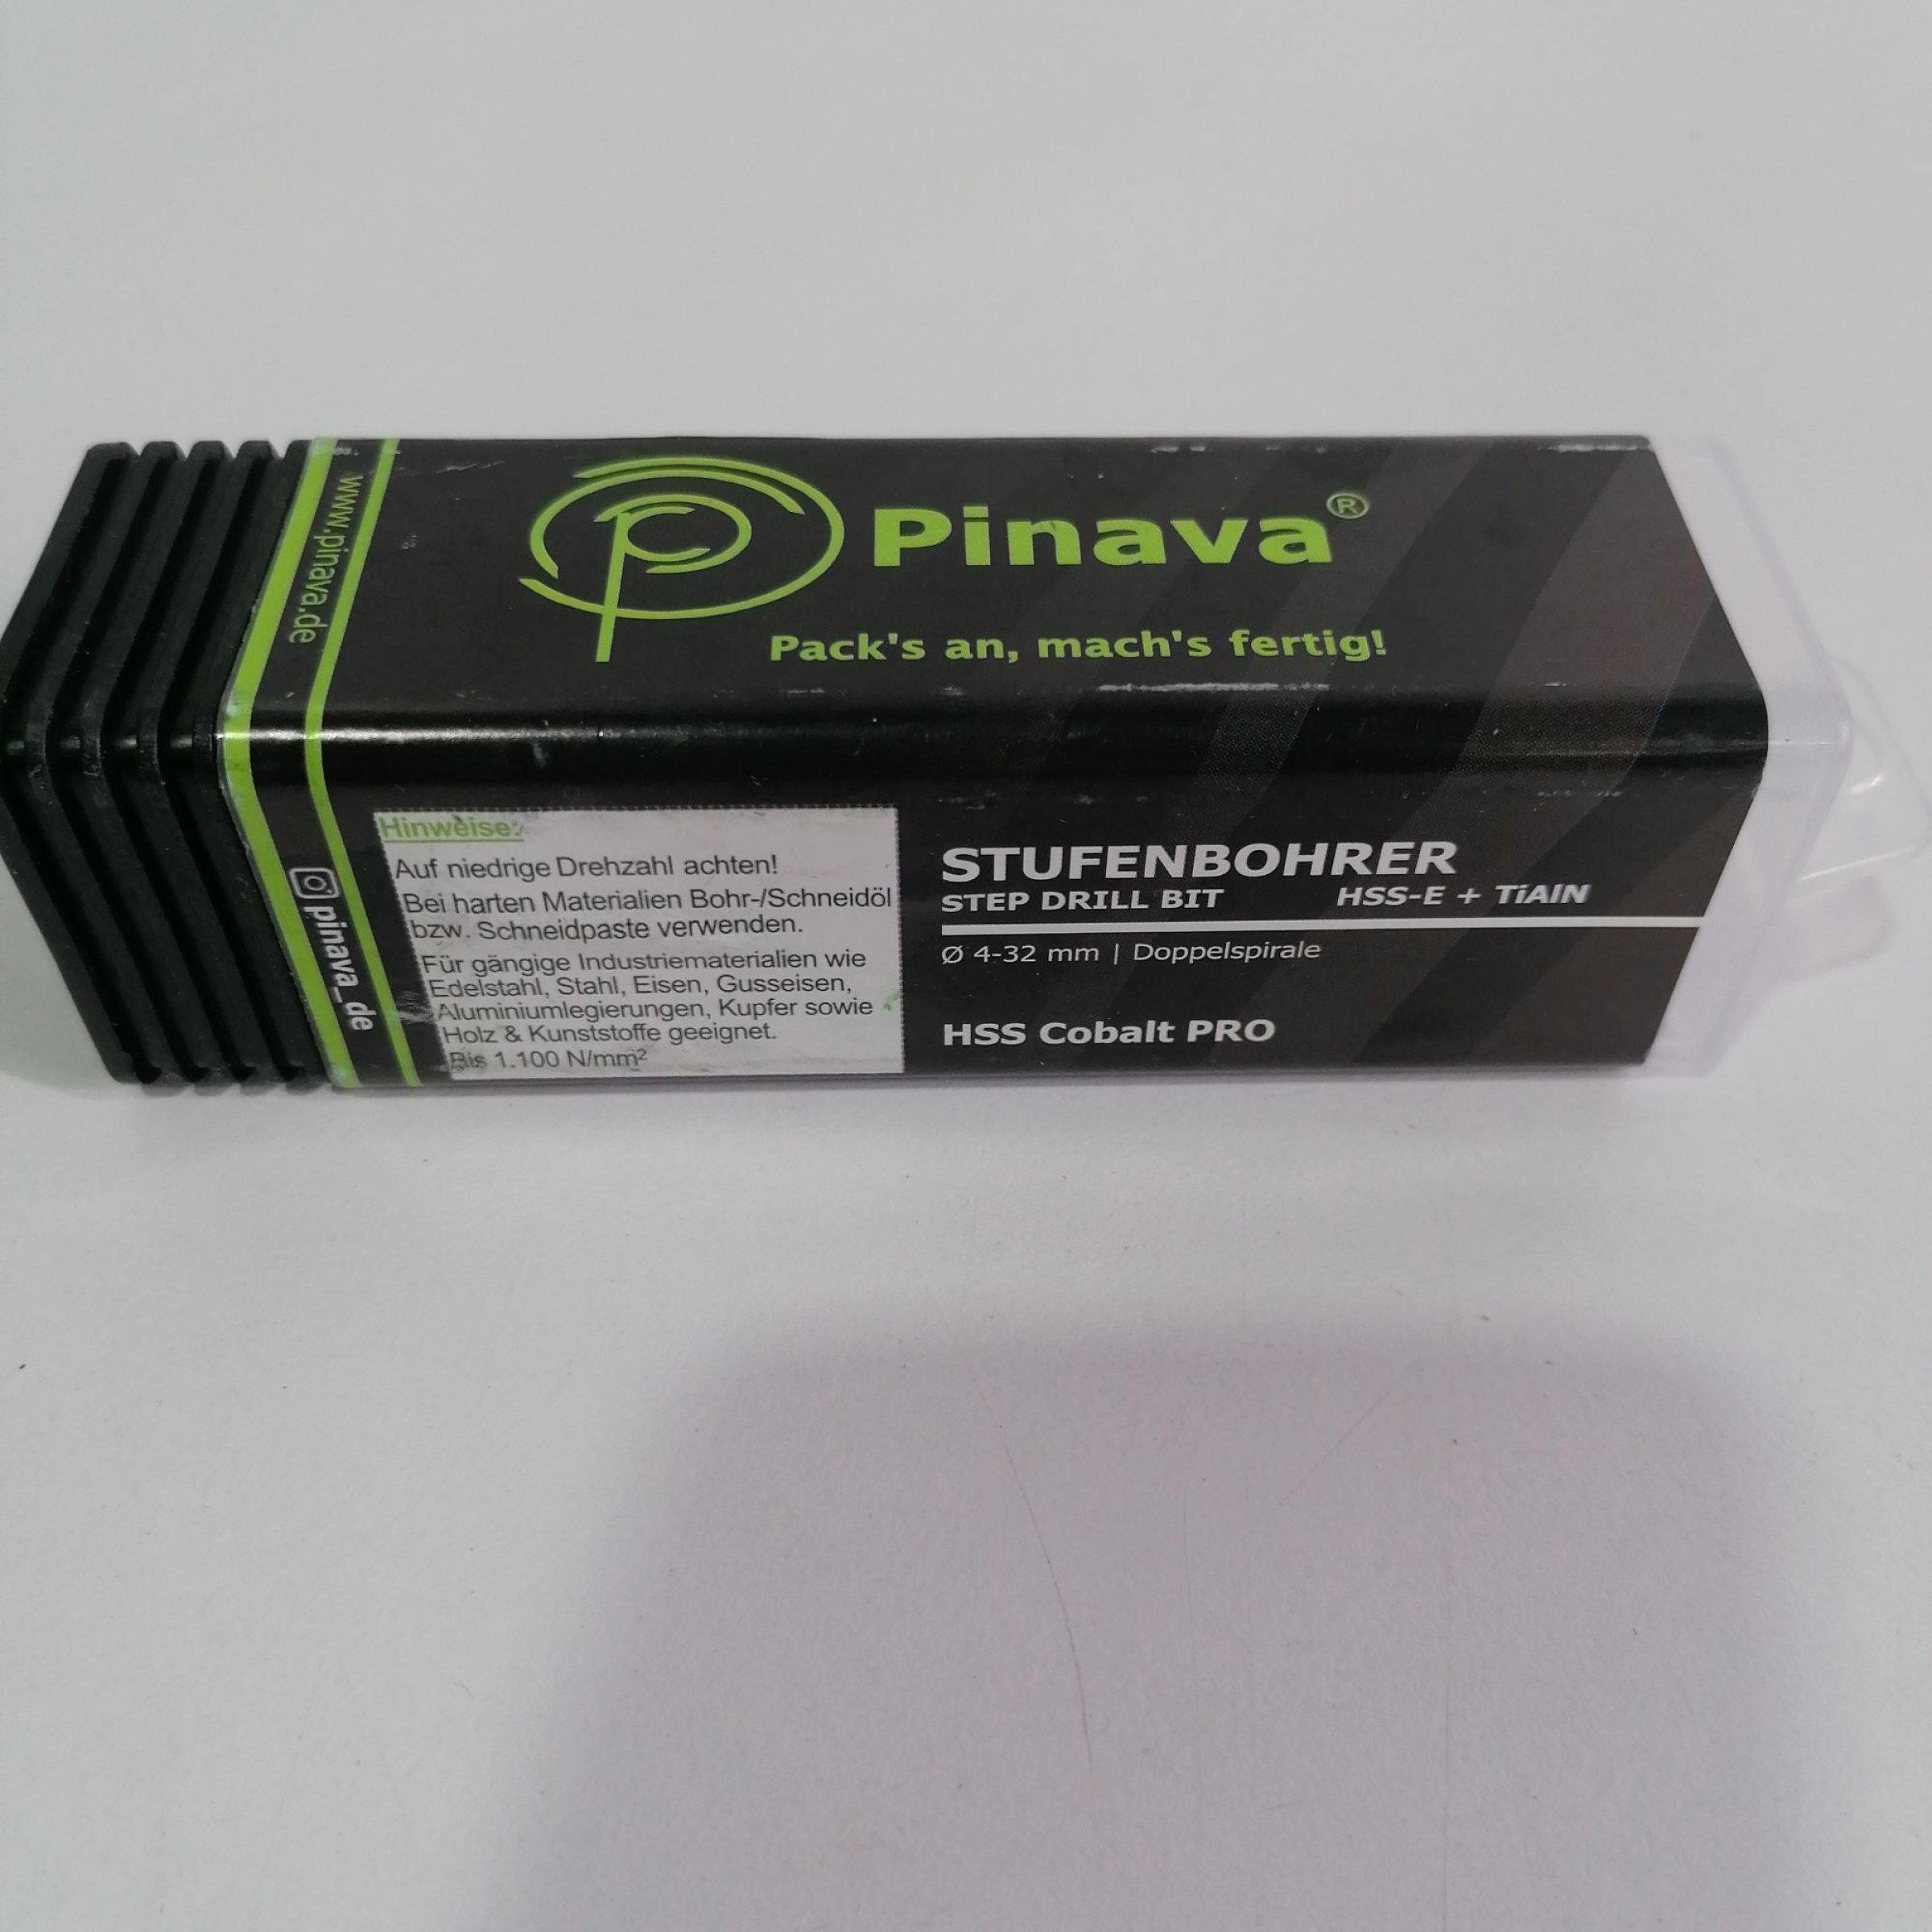 www.pinava.de
Pinava®
Pack's an, mach's fertig!
pinava_de
Hinweise:
Auf niedrige Drehzahl achten!
Bei harten Materialien Bohr-/Schneidöl
bzw. Schneidpaste verwenden.
Für gängige Industriematerialien wie
Edelstahl, Stahl, Eisen, Gusseisen,
Aluminiumlegierungen, Kupfer sowie
Holz & Kunststoffe geeignet.
Bis 1.100 N/mm²
STUFENBOHRER
STEP DRILL BIT HSS-E + TiAlN
Ø 4-32 mm | Doppelspirale
HSS Cobalt PRO